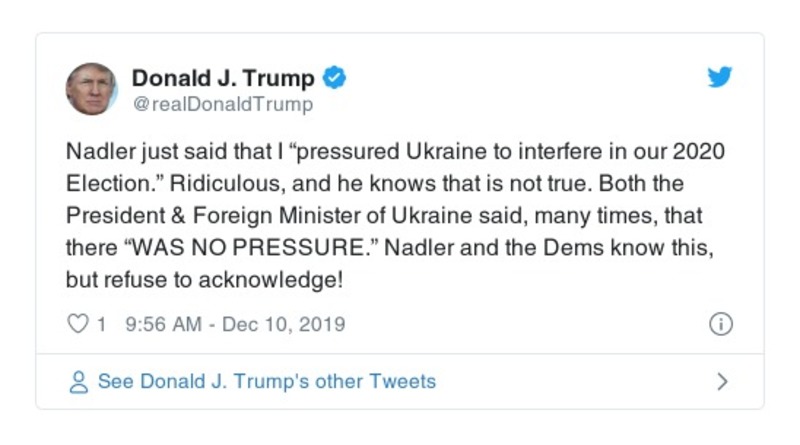 Donald J. Trump
@realDonaldTrump
Nadler just said that I “pressured Ukraine to interfere in our 2020
Election.” Ridiculous, and he knows that is not true. Both the
President & Foreign Minister of Ukraine said, many times, that
there “WAS NO PRESSURE.” Nadler and the Dems know this,
but refuse to acknowledge!
1 9:56 AM - Dec 10, 2019
See Donald J. Trump's other Tweets